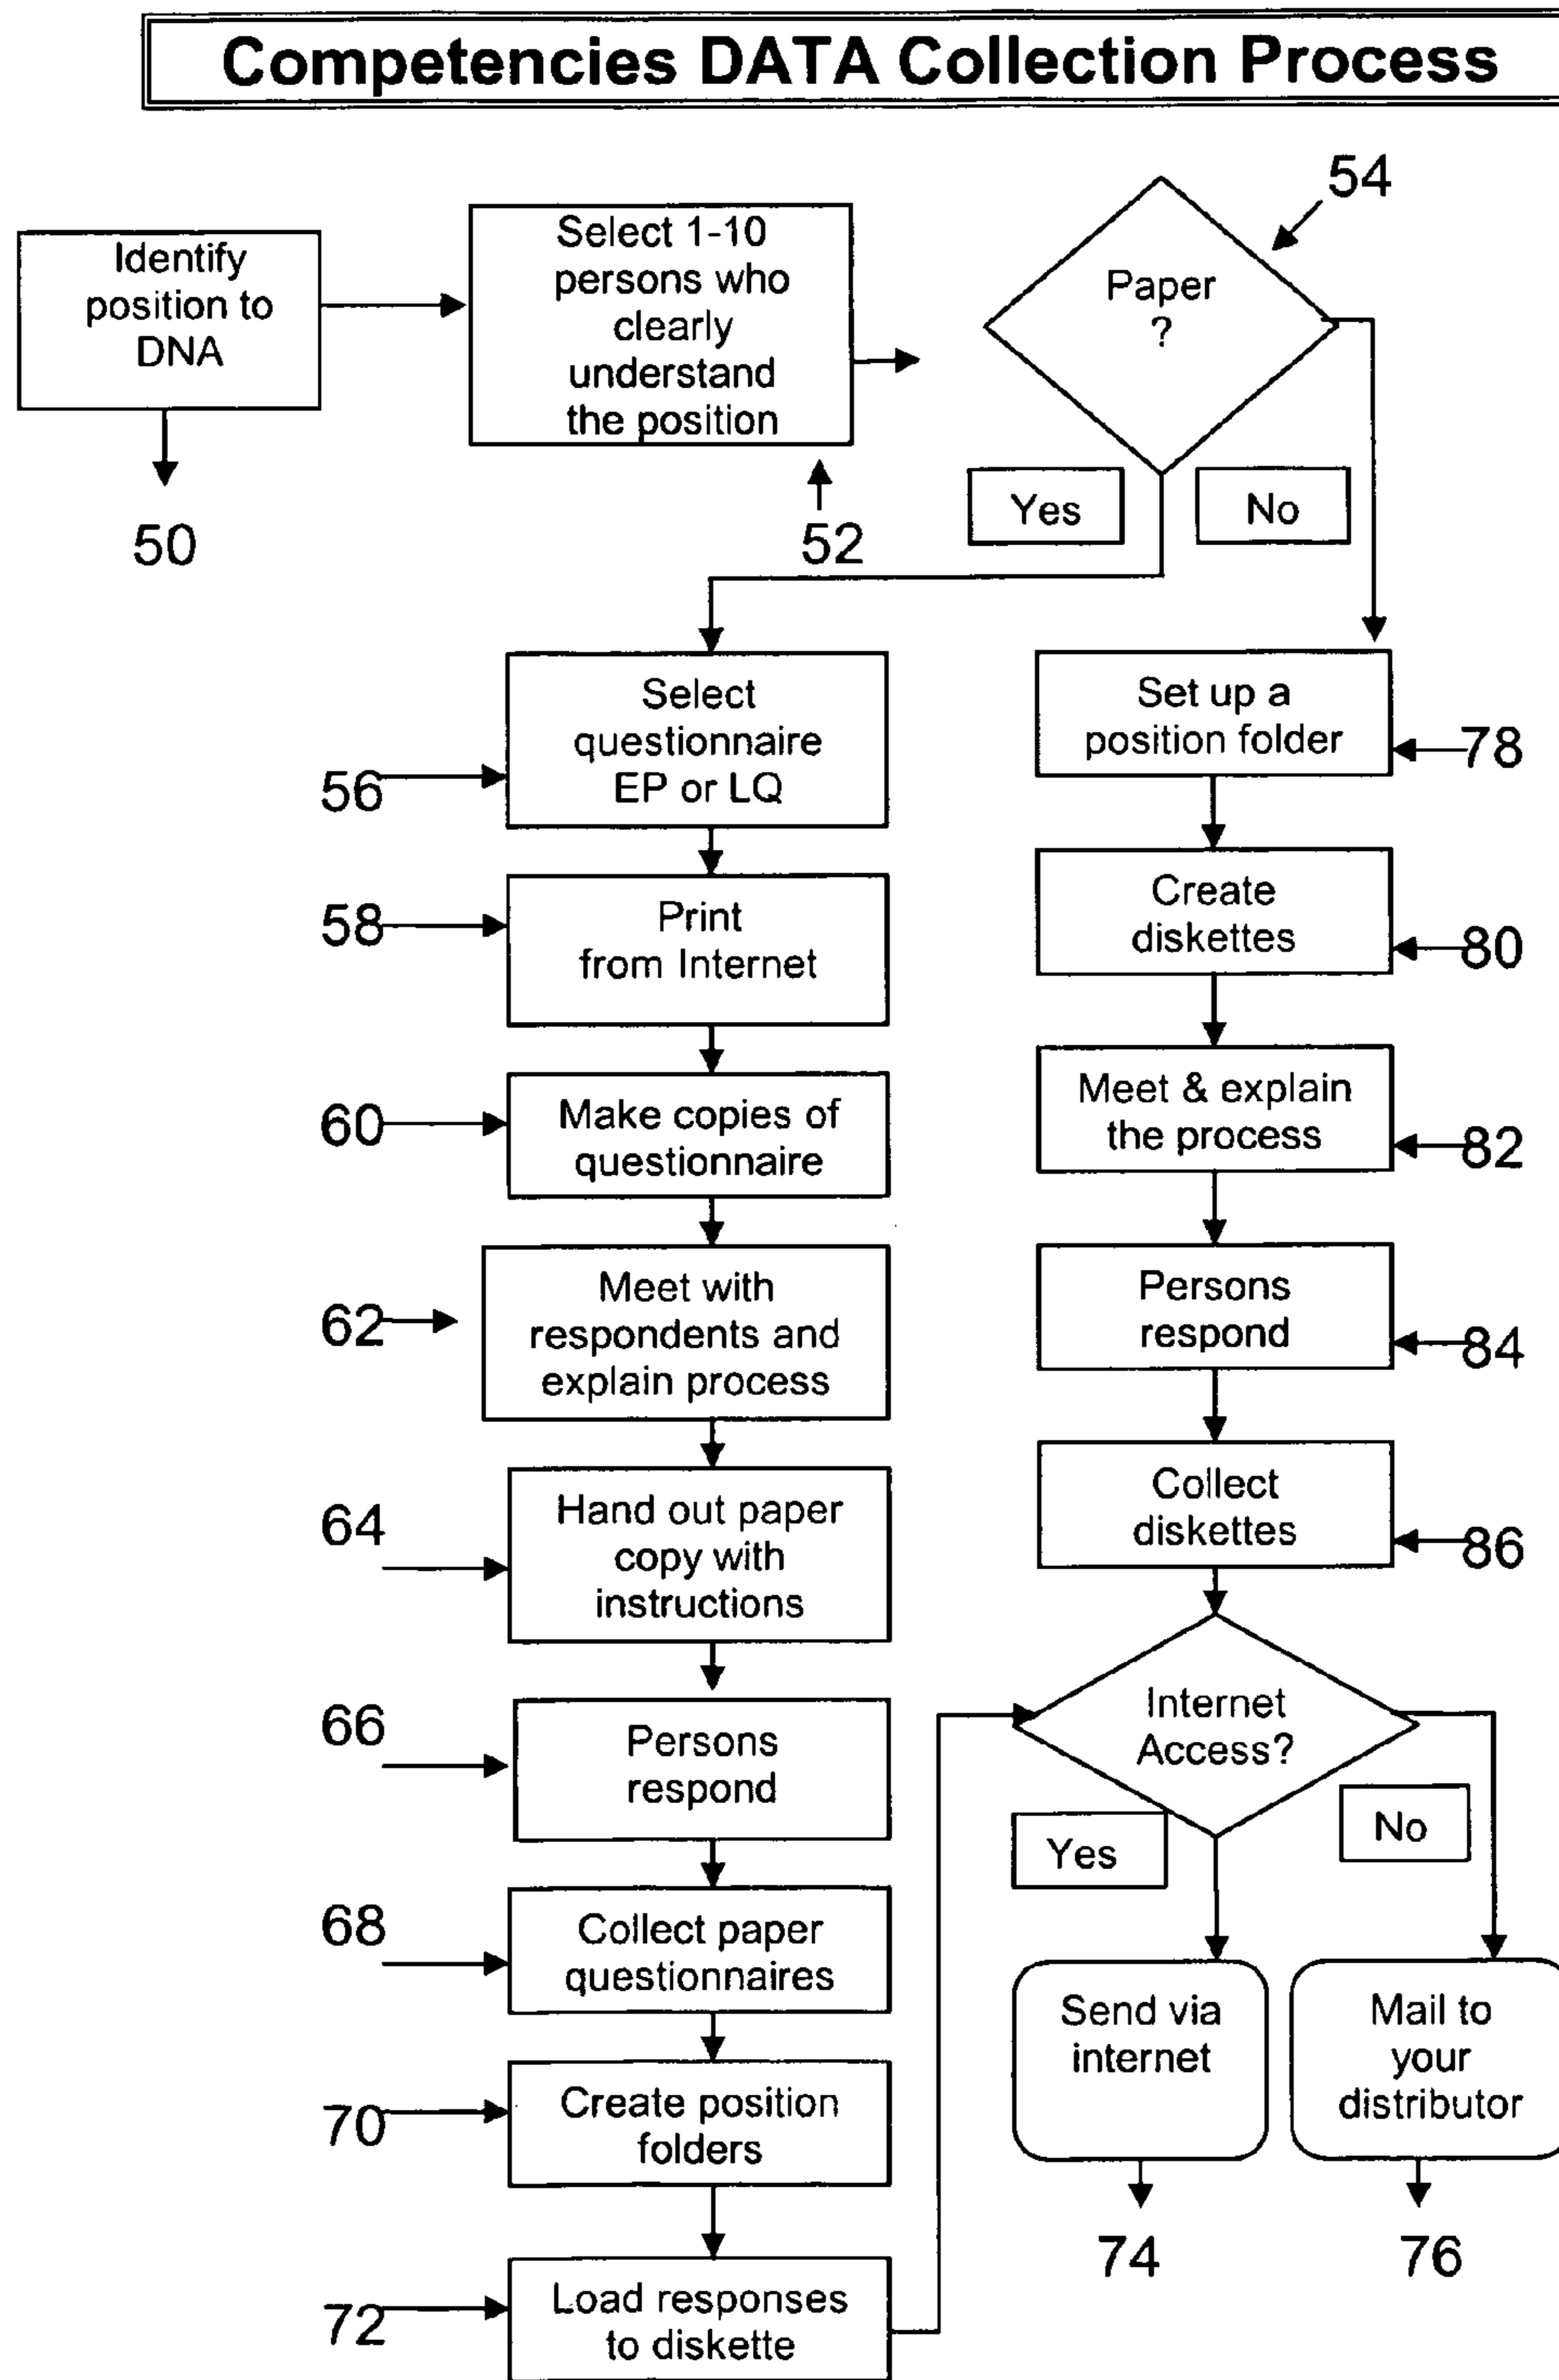 Competencies DATA Collection Process
Identify
position to
DNA
50
Select 1-10
persons who
clearly
understand
the position
52
Paper
?
54
Yes
No
Select
questionnaire
EP or LQ
56
Print
from Internet
58
Make copies of
questionnaire
60
Meet with
respondents and
explain process
62
Hand out paper
copy with
instructions
64
Persons
respond
66
Collect paper
questionnaires
68
Create position
folders
70
Load responses
to diskette
72
Set up a
position folder
78
Create
diskettes
80
Meet & explain
the process
82
Persons
respond
84
Collect
diskettes
86
Internet
Access?
Yes
No
Send via
internet
74
Mail to
your
distributor
76